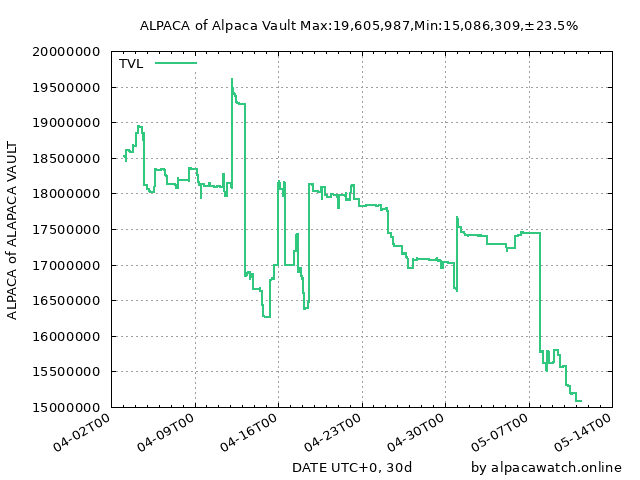 ALPACA of Alpaca Vault Max:19,605,987,Min:15,086,309,±23.5%
TVL
ALPACA of ALAPACA VAULT
20000000
19500000
19000000
18500000
18000000
17500000
17000000
16500000
16000000
15500000
15000000
04-02T00
04-09T00
04-16T00
04-23T00
04-30T00
05-07T00
05-14T00
DATE UTC+0, 30d
by alpacawatch.online